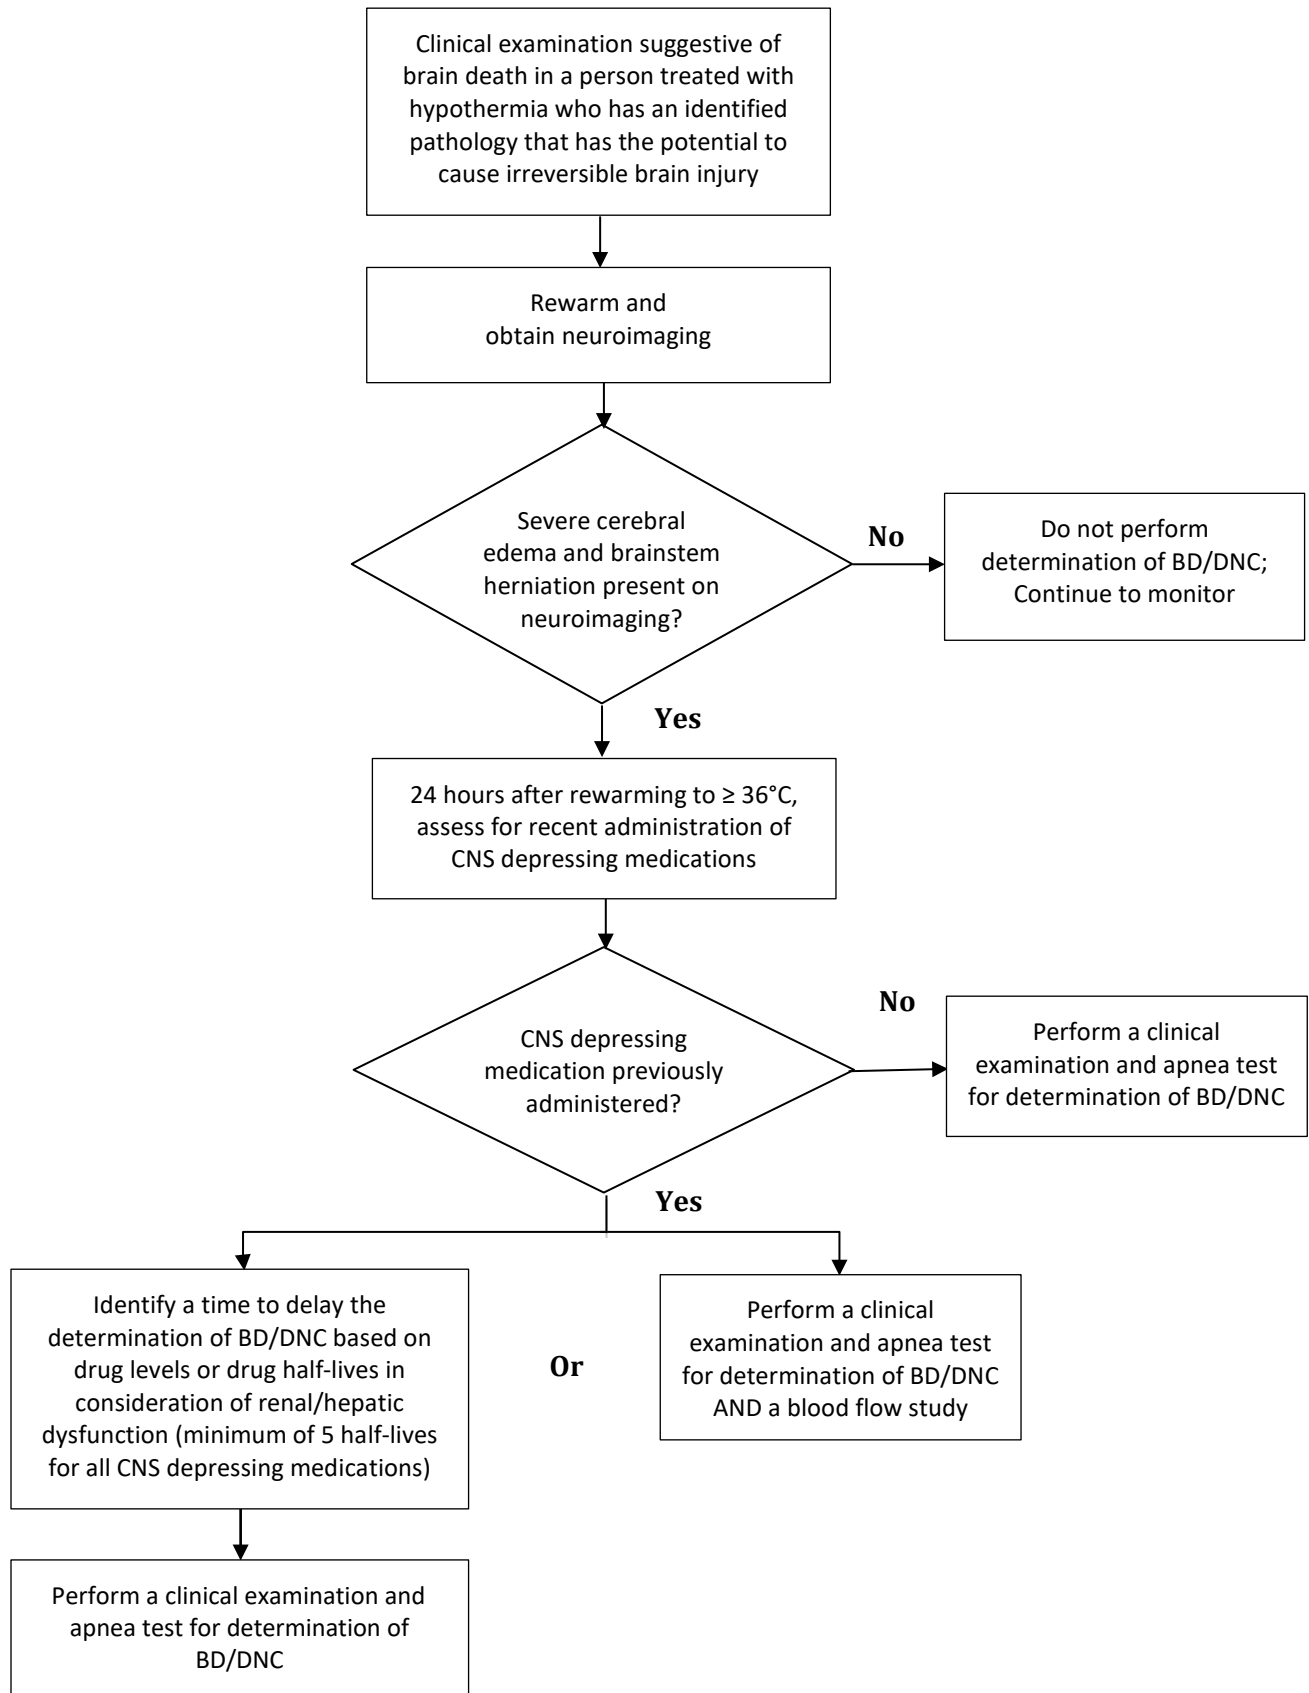 Clinical examination suggestive of
brain death in a person treated with
hypothermia who has an identified
pathology that has the potential to
cause irreversible brain injury
Rewarm and
obtain neuroimaging
Severe cerebral
edema and brainstem
herniation present on
neuroimaging?
No
Do not perform
determination of BD/DNC;
Continue to monitor
Yes
24 hours after rewarming to ≥ 36°C,
assess for recent administration of
CNS depressing medications
CNS depressing
medication previously
administered?
No
Perform a clinical
examination and apnea test
for determination of BD/DNC
Yes
Identify a time to delay the
determination of BD/DNC based on
drug levels or drug half-lives in
consideration of renal/hepatic
dysfunction (minimum of 5 half-lives
for all CNS depressing medications)
Or
Perform a clinical
examination and apnea test
for determination of BD/DNC
AND a blood flow study
Perform a clinical examination and
apnea test for determination of
BD/DNC